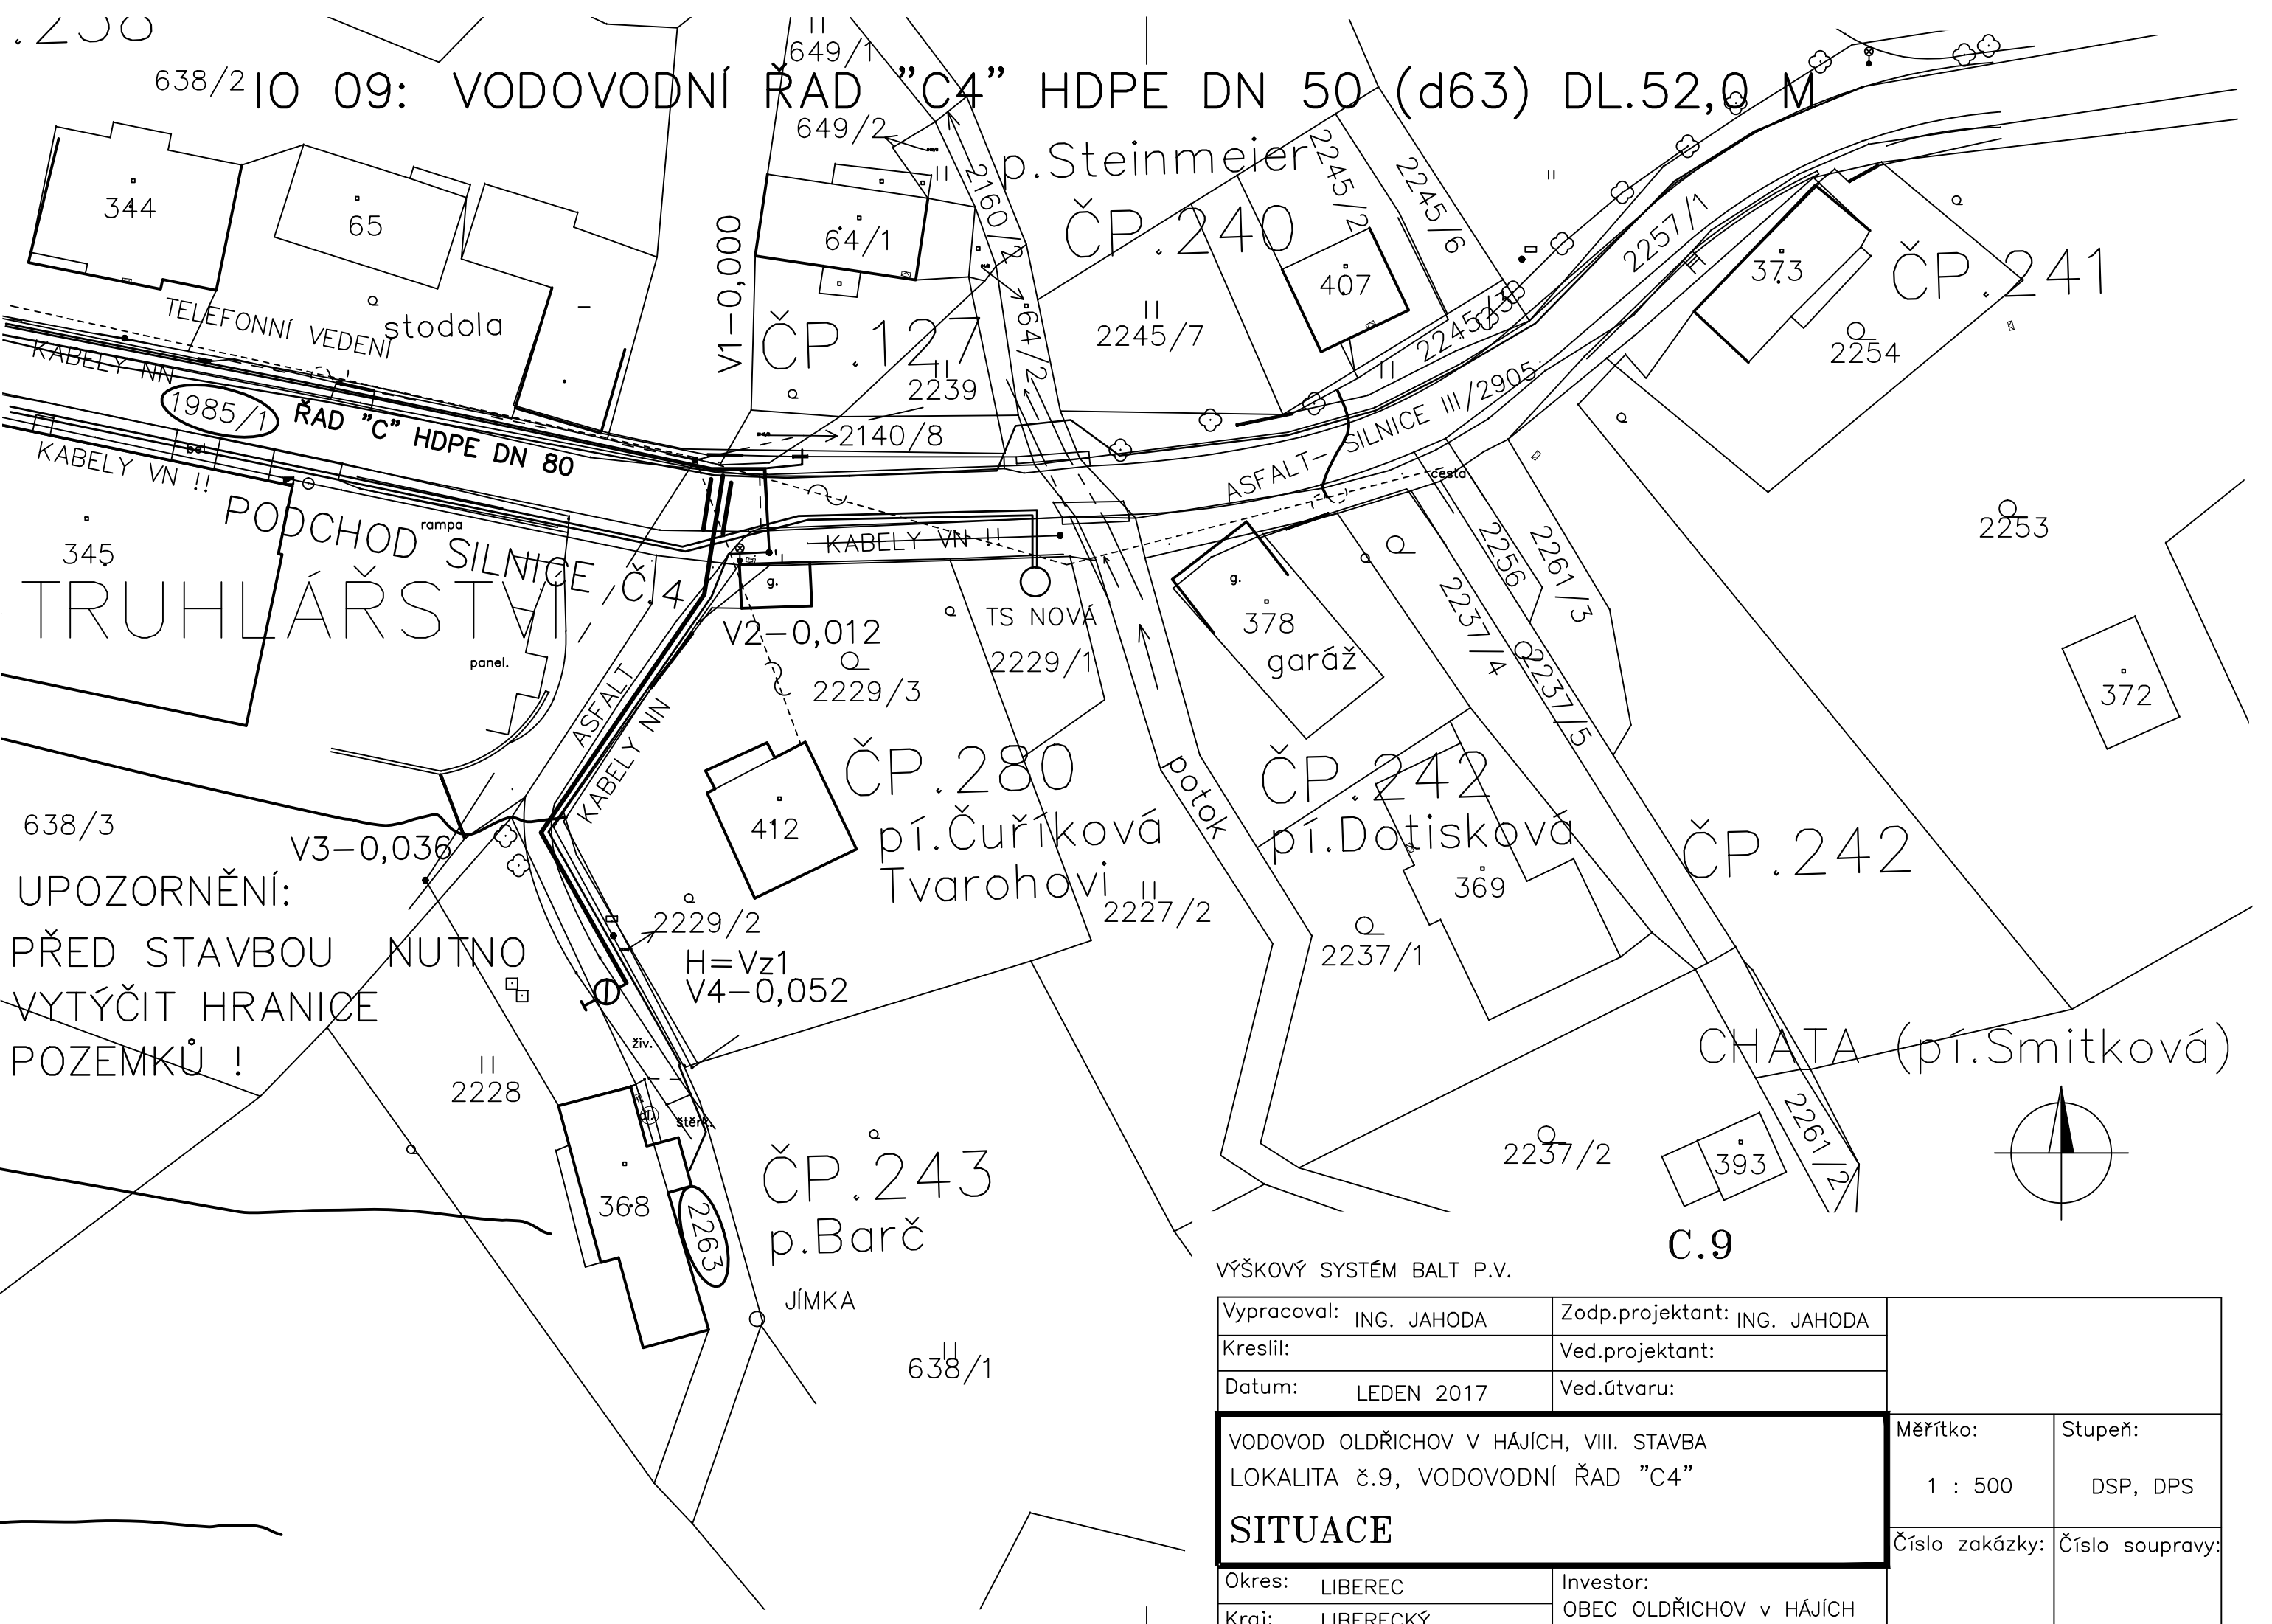 638/2
IO 09: VODOVODNÍ ŘAD "C4" HDPE DN 50 (d63) DL.52,0 M
649/1
649/2
p.Steinmeier
ČP.240
2160/2
2245/2
2245/6
2257/1
344
65
64/1
407
373
ČP.241
V1-0,000
TELEFONNÍ VEDENÍ
stodola
ČP.127
64/2
2245/7
2245/3
2254
KABELY NN
1985/1
ŘAD "C" HDPE DN 80
2239
2140/8
ASFALT- SILNICE III/2905
bet.
KABELY VN !!
cesta
PODCHOD SILNICE Č.4
rampa
345
TRUHLÁŘSTVÍ
KABELY VN !!
g.
g.
2253
2256
2261/3
2237/4
2237/5
V2-0,012
TS NOVÁ
2229/1
2229/3
378
garáž
panel.
372
ASFALT
KABELY NN
ČP.280
pí.Čuříková
Tvarohovi
412
potok
ČP.242
pí.Dotisková
ČP.242
369
638/3
V3-0,036
UPOZORNĚNÍ:
PŘED STAVBOU NUTNO
VYTÝČIT HRANICE
POZEMKŮ !
2229/2
H=Vz1
V4-0,052
2227/2
2237/1
CHATA (pí.Smitková)
živ.
2228
štěrk.
2261/2
2237/2
393
ČP.243
p.Barč
368
2263
JÍMKA
638/1
C.9
VÝŠKOVÝ SYSTÉM BALT P.V.
Vypracoval: ING. JAHODA
Zodp.projektant: ING. JAHODA
Kreslil:
Ved.projektant:
Datum: LEDEN 2017
Ved.útvaru:
VODOVOD OLDŘICHOV V HÁJÍCH, VIII. STAVBA
LOKALITA č.9, VODOVODNÍ ŘAD "C4"
SITUACE
Měřítko:
1 : 500
Stupeň:
DSP, DPS
Číslo zakázky:
Číslo soupravy:
Okres: LIBEREC
Investor:
OBEC OLDŘICHOV v HÁJÍCH
Kraj: LIBERECKÝ